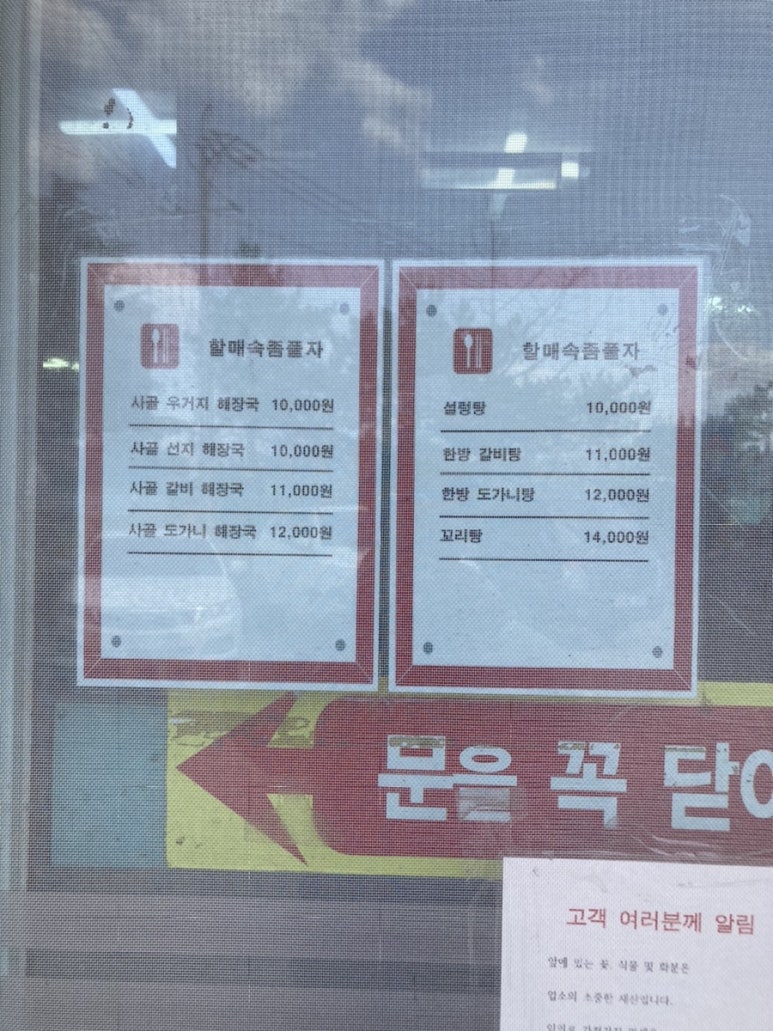 할매속좀풀자
사골 우거지 해장국 10,000원
사골 선지 해장국 10,000원
사골 갈비 해장국 11,000원
사골 도가니 해장국 12,000원
할매속좀풀자
설렁탕 10,000원
한방 갈비탕 11,000원
한방 도가니탕 12,000원
꼬리탕 14,000원
문을 꼭 닫아
고객 여러분께 알림
앞에 있는 꽃, 식물 및 화분은
업소의 소중한 재산입니다.